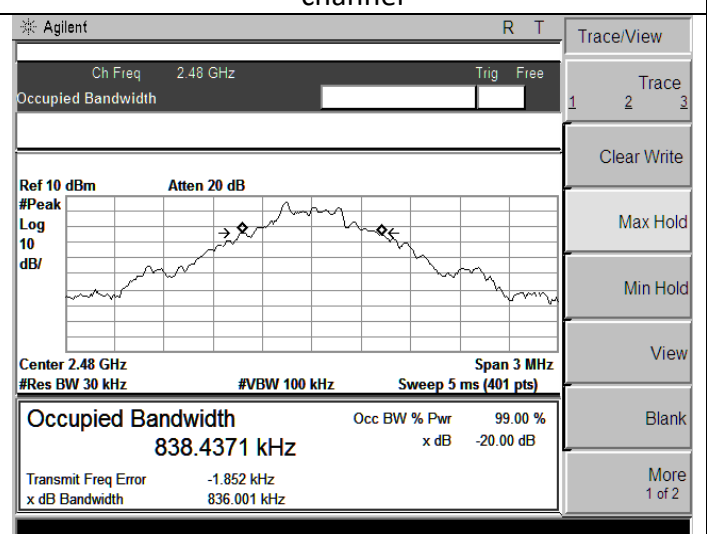 channel
Agilent R T
Trace/View
Ch Freq 2.48 GHz Trig Free
Occupied Bandwidth
Trace
1 2 3
Clear Write
Ref 10 dBm Atten 20 dB
#Peak
Log
10
dB/
Max Hold
Min Hold
View
Center 2.48 GHz Span 3 MHz
#Res BW 30 kHz #VBW 100 kHz Sweep 5 ms (401 pts)
Occupied Bandwidth Occ BW % Pwr 99.00 %
838.4371 kHz x dB -20.00 dB
Blank
Transmit Freq Error -1.852 kHz
x dB Bandwidth 836.001 kHz
More
1 of 2